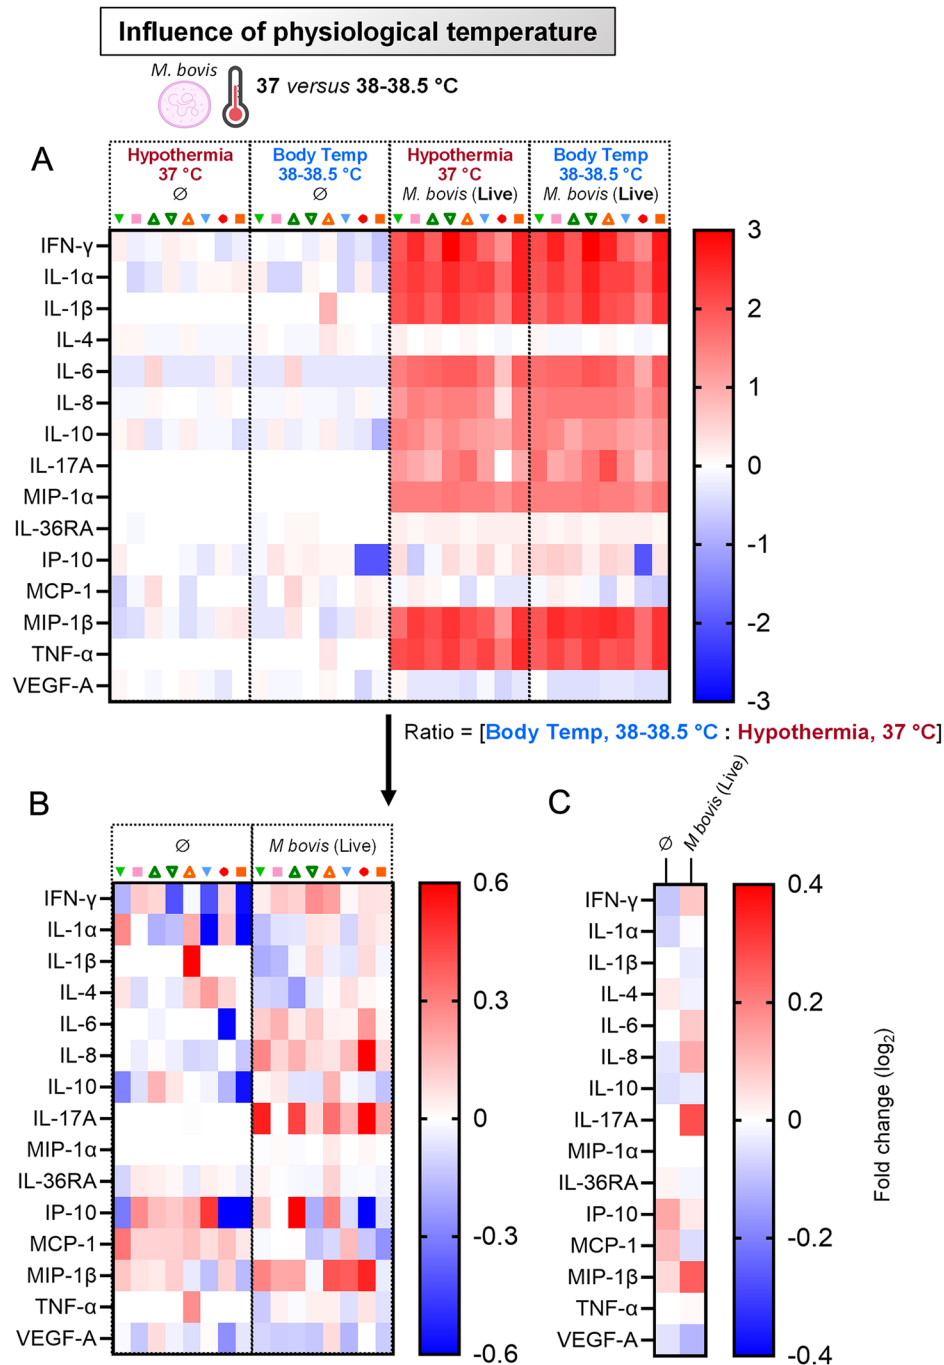 Influence of physiological temperature
M. bovis
37 versus 38-38.5 °C
A
Hypothermia
37 °C
∅
Body Temp
38-38.5 °C
∅
Hypothermia
37 °C
M. bovis (Live)
Body Temp
38-38.5 °C
M. bovis (Live)
IFN-γ
IL-1α
IL-1β
IL-4
IL-6
IL-8
IL-10
IL-17A
MIP-1α
IL-36RA
IP-10
MCP-1
MIP-1β
TNF-α
VEGF-A
3
2
1
0
-1
-2
-3
Ratio = [Body Temp, 38-38.5 °C : Hypothermia, 37 °C]
B
∅
M bovis (Live)
IFN-γ
IL-1α
IL-1β
IL-4
IL-6
IL-8
IL-10
IL-17A
MIP-1α
IL-36RA
IP-10
MCP-1
MIP-1β
TNF-α
VEGF-A
0.6
0.3
0
-0.3
-0.6
C
∅
M bovis (Live)
IFN-γ
IL-1α
IL-1β
IL-4
IL-6
IL-8
IL-10
IL-17A
MIP-1α
IL-36RA
IP-10
MCP-1
MIP-1β
TNF-α
VEGF-A
0.4
0.2
0
-0.2
-0.4
Fold change (log₂)